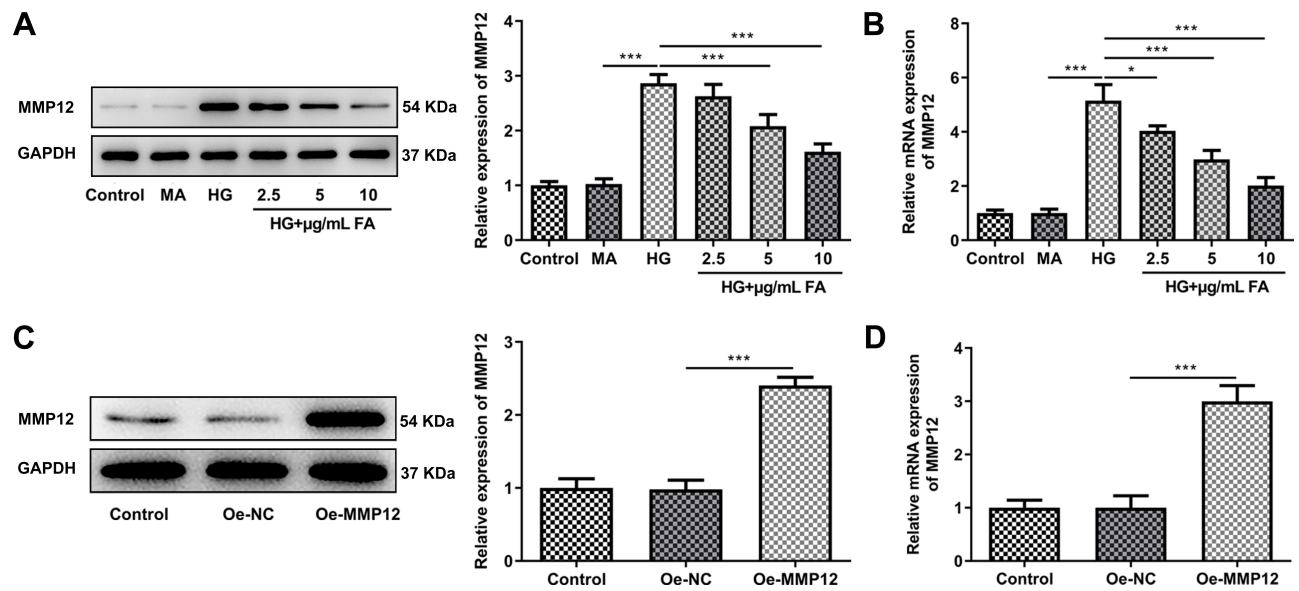 A
MMP12
54 KDa
GAPDH
37 KDa
Control MA HG 2.5 5 10
HG+µg/mL FA
Relative expression of MMP12
4
3
2
1
0
***
***
***
Control MA HG 2.5 5 10
HG+µg/mL FA
B
Relative mRNA expression
of MMP12
8
6
4
2
0
***
***
*** *
Control MA HG 2.5 5 10
HG+µg/mL FA
C
MMP12
54 KDa
GAPDH
37 KDa
Control Oe-NC Oe-MMP12
Relative expression of MMP12
3
2
1
0
***
Control Oe-NC Oe-MMP12
D
Relative mRNA expression
of MMP12
4
3
2
1
0
***
Control Oe-NC Oe-MMP12